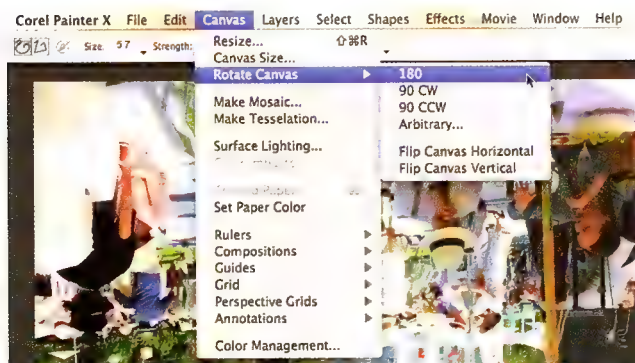 Corel Painter X File Edit Canvas Layers Select Shapes Effects Movie Window Help
Size: 57 Strength:
Resize... ⇧⌘R
Canvas Size...
Rotate Canvas
Make Mosaic...
Make Tesselation...
Surface Lighting...
Set Paper Color
Rulers
Compositions
Guides
Grid
Perspective Grids
Annotations
Color Management...
180
90 CW
90 CCW
Arbitrary...
Flip Canvas Horizontal
Flip Canvas Vertical